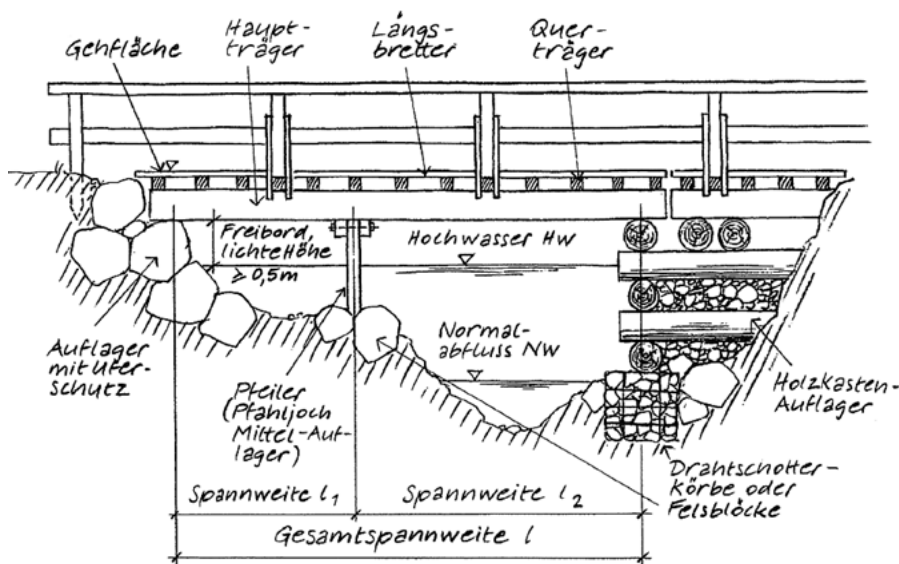 Gehfläche
Haupt-
träger
Längs-
bretter
Quer-
träger
Freibord,
lichte Höhe
≥ 0,5m
Hochwasser Hw
Normal-
abfluss Nw
Auflager
mit Ufer-
schutz
Pfeiler
(Pfahljoch
Mittel-Auf-
lager)
Holzkasten-
Auflager
Drahtschotter-
körbe oder
Felsblöcke
Spannweite l₁
Spannweite l₂
Gesamtspannweite l